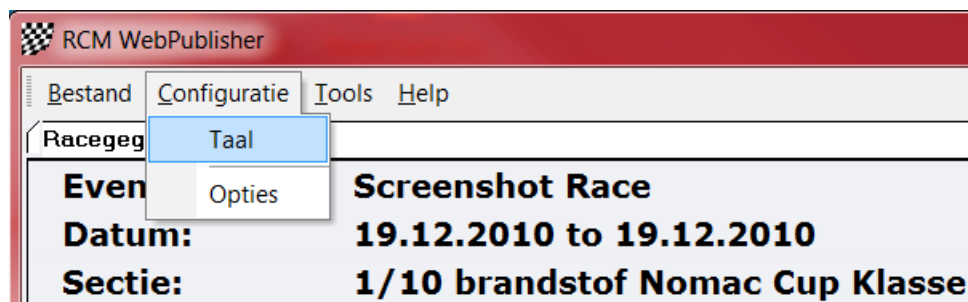 RCM WebPublisher
Bestand Configuratie Tools Help
Racegeg
Taal
Even Screenshot Race
Opties
Datum: 19.12.2010 to 19.12.2010
Sectie: 1/10 brandstof Nomac Cup Klasse